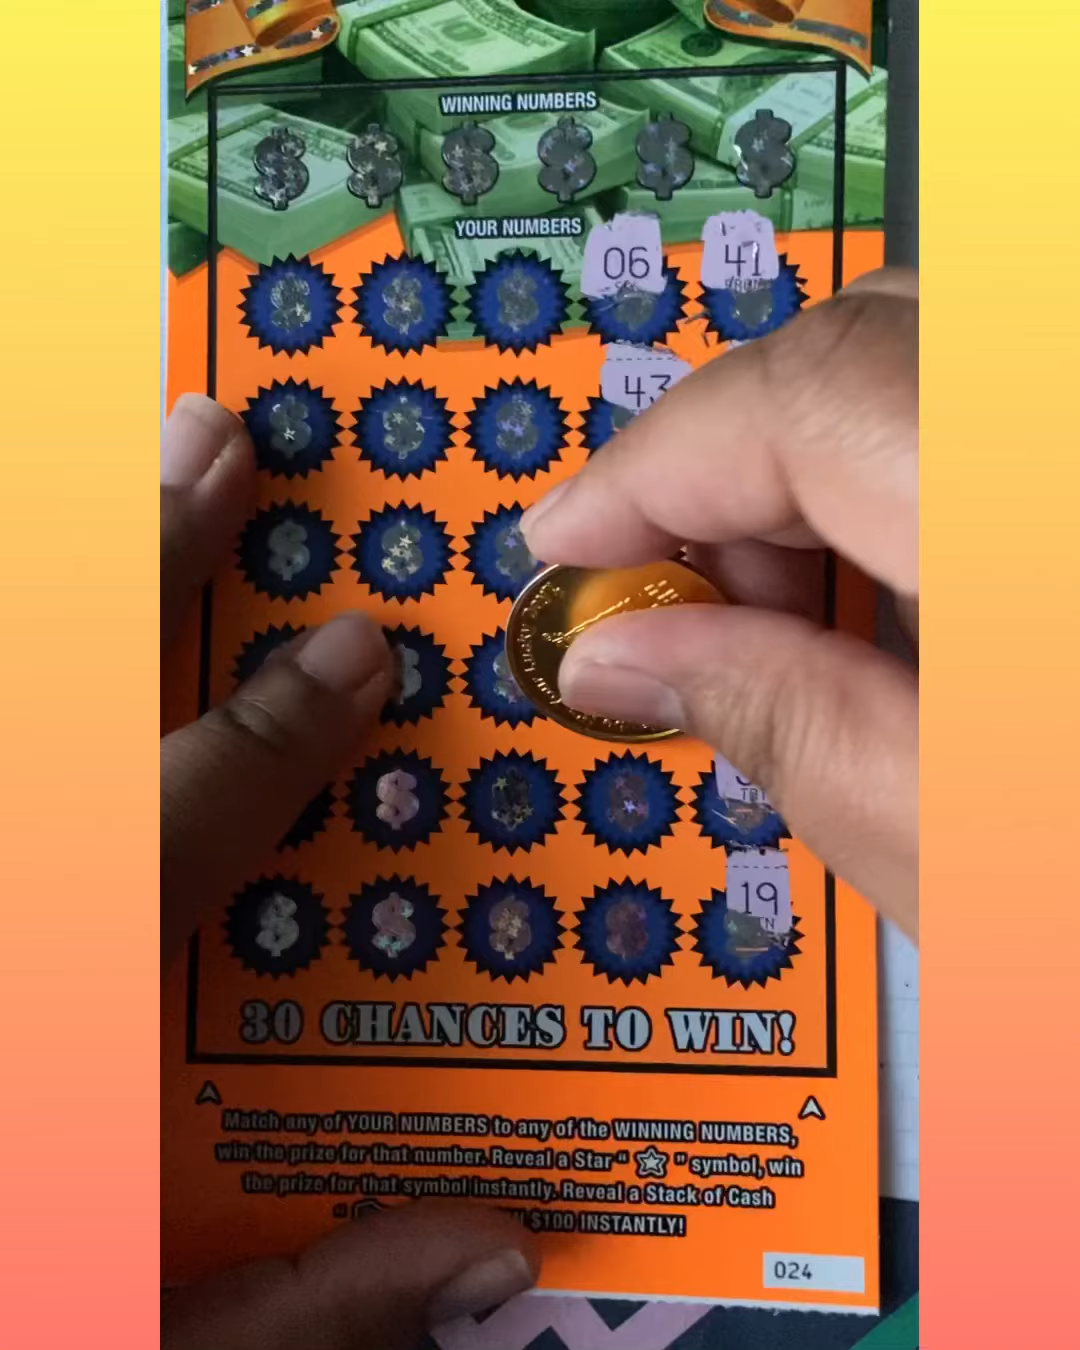 WINNING NUMBERS
YOUR NUMBERS
06
41
43
19
30 CHANCES TO WIN!
Match any of YOUR NUMBERS to any of the WINNING NUMBERS,
win the prize for that number. Reveal a Star " " symbol, win
the prize for that symbol instantly. Reveal a Stack of Cash
" $100 INSTANTLY!
024